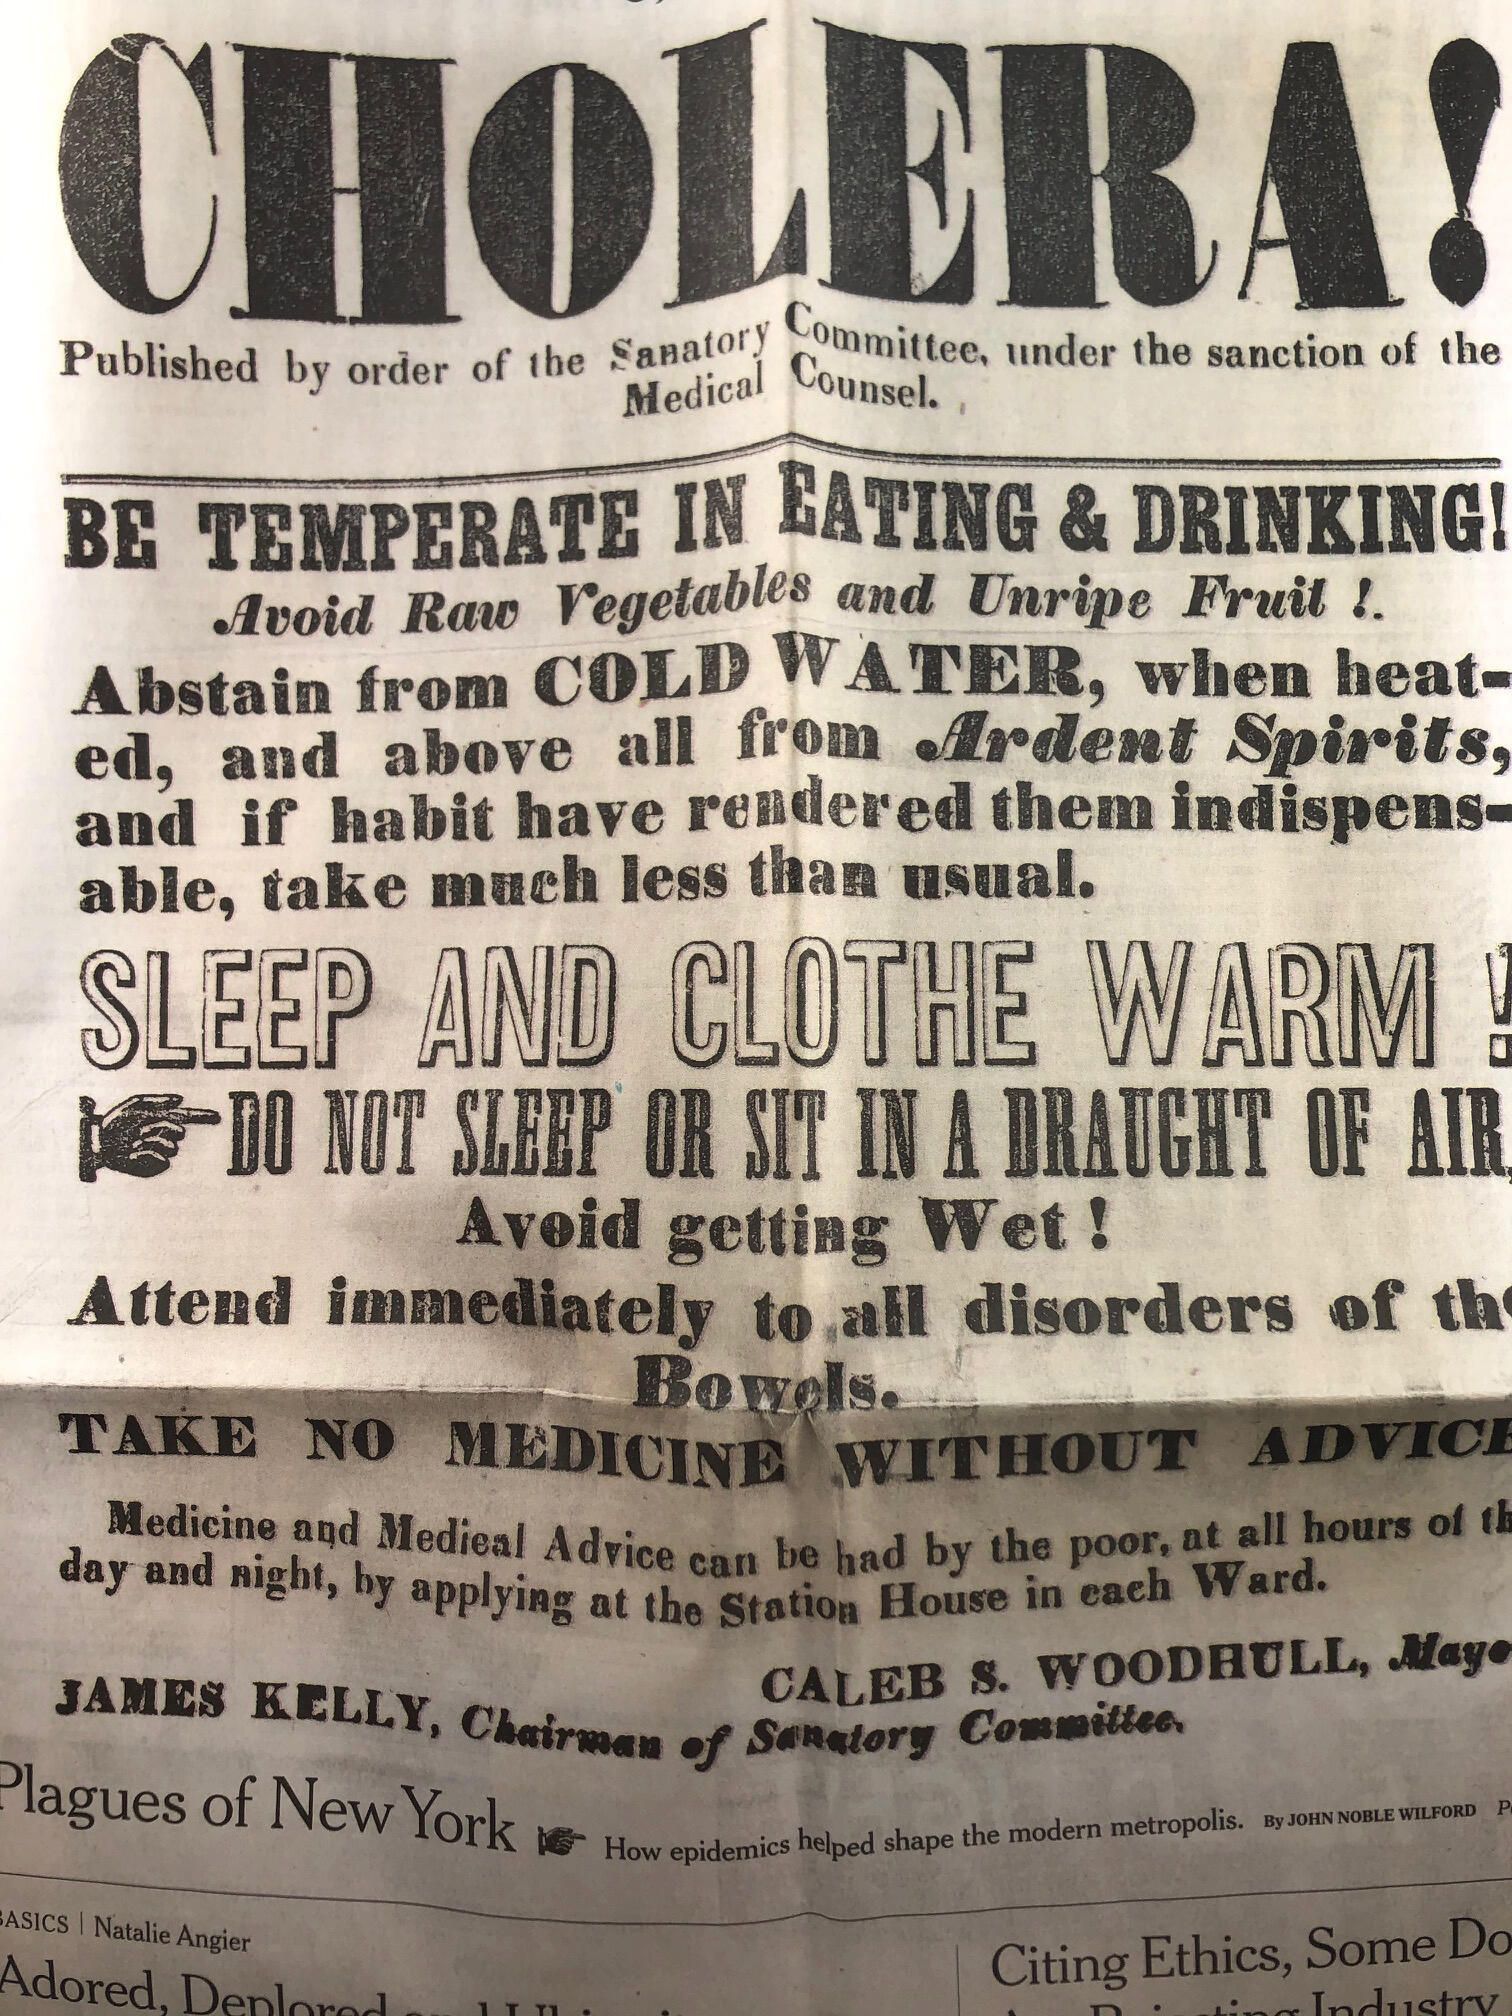 CHOLERA!
Published by order of the Sanatory Committee, under the sanction of the
Medical Counsel.
BE TEMPERATE IN EATING & DRINKING!
Avoid Raw Vegetables and Unripe Fruit !.
Abstain from COLD WATER, when heat-
ed, and above all from Ardent Spirits,
and if habit have rendered them indispens-
able, take much less than usual.
SLEEP AND CLOTHE WARM !
DO NOT SLEEP OR SIT IN A DRAUGHT OF AIR,
Avoid getting Wet !
Attend immediately to all disorders of the
Bowels.
TAKE NO MEDICINE WITHOUT ADVICE
Medicine and Medical Advice can be had by the poor, at all hours of th
day and night, by applying at the Station House in each Ward.
CALEB S. WOODHULL, Mayo
JAMES KELLY, Chairman of Sanatory Committee.
Plagues of New York How epidemics helped shape the modern metropolis. By JOHN NOBLE WILFORD
BASICS | Natalie Angier
Adored, Deplored and
Citing Ethics, Some Do
Industry